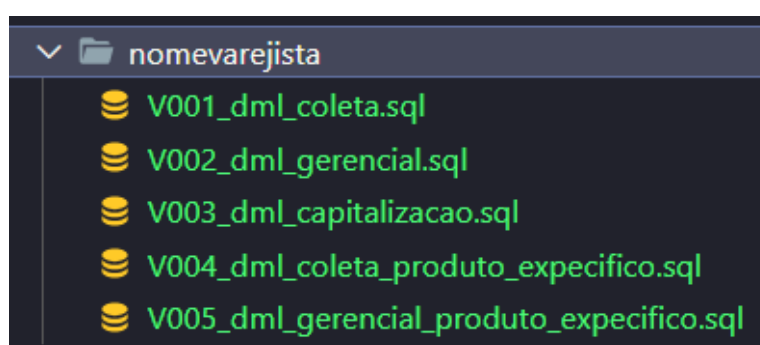 nomevarejista
V001_dml_coleta.sql
V002_dml_gerencial.sql
V003_dml_capitalizacao.sql
V004_dml_coleta_produto_expecifico.sql
V005_dml_gerencial_produto_expecifico.sql